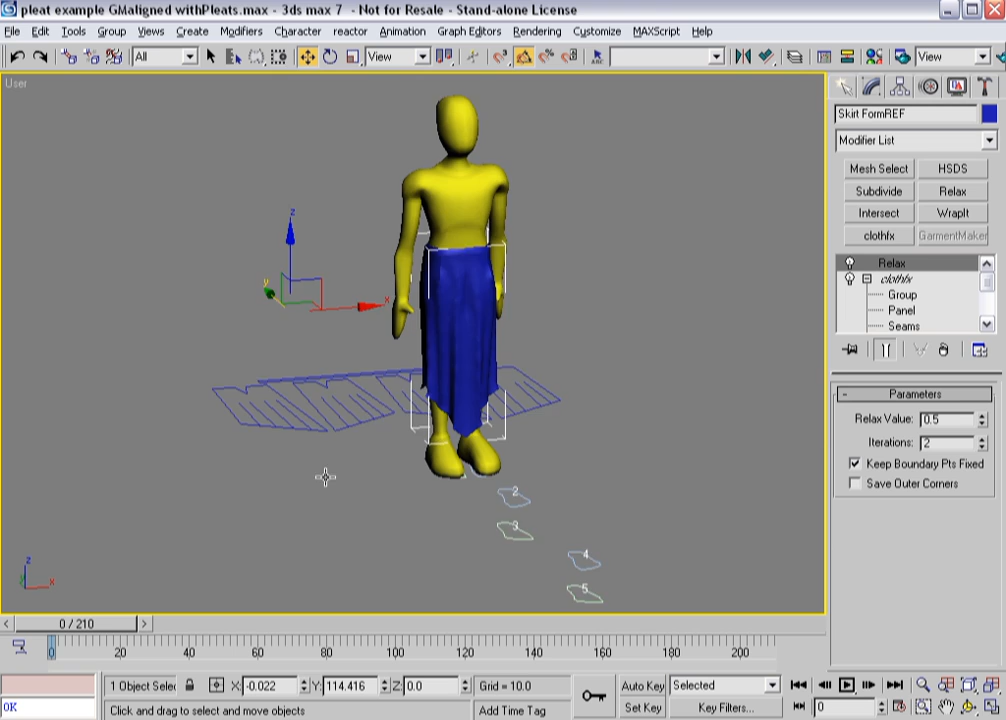 pleat example GMaligned withPleats.max - 3ds max 7 - Not for Resale - Stand-alone License
File Edit Tools Group Views Create Modifiers Character reactor Animation Graph Editors Rendering Customize MAXScript Help
All View View
User
z
y
x
2
3
4
5
z
x
Skirt FormREF
Modifier List
Mesh Select HSDS
Subdivide Relax
Intersect WrapIt
clothfx GarmentMaker
Relax
clothfx
Group
Panel
Seams
- Parameters
Relax Value: 0.5
Iterations: 2
Keep Boundary Pts Fixed
Save Outer Corners
< 0 / 210 >
0 20 40 60 80 100 120 140 160 180 200
1 Object Selec X: -0.022 Y: 114.416 Z: 0.0 Grid = 10.0 Auto Key Selected
OK Click and drag to select and move objects Add Time Tag Set Key Key Filters... 0